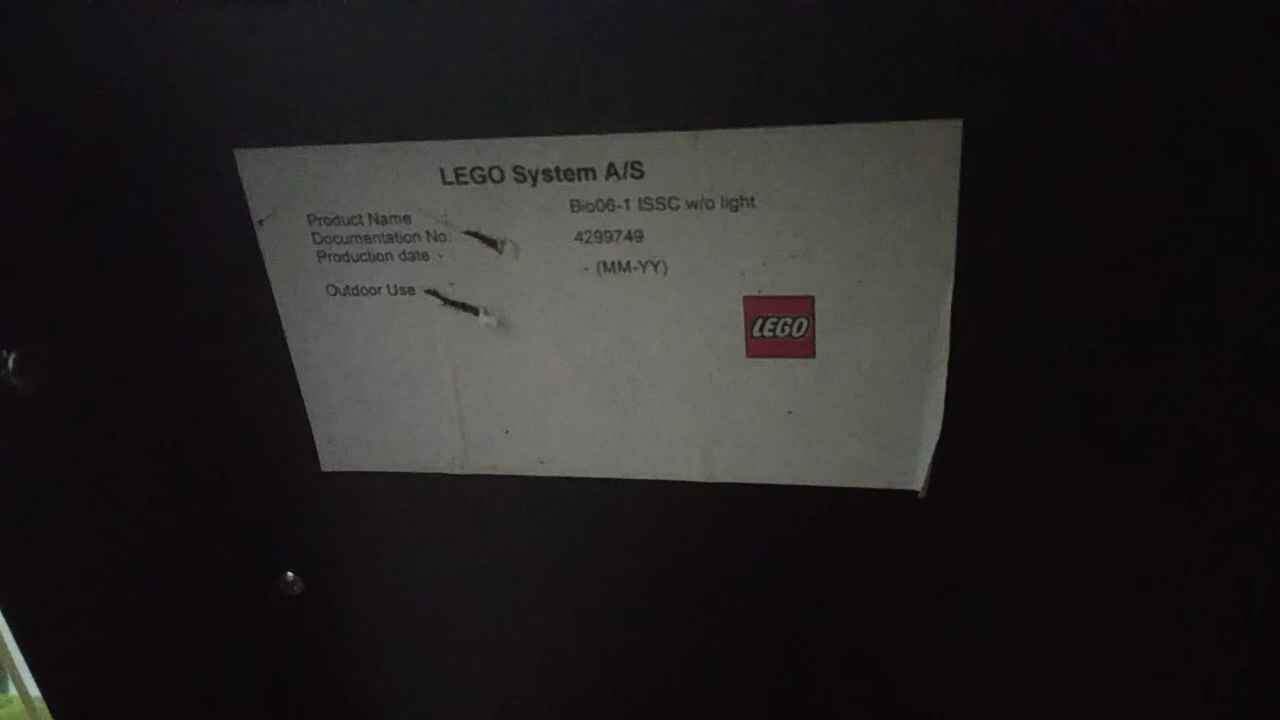 LEGO System A/S
Product Name : Bio06-1 ISSC w/o light
Documentation No: 4299749
Production date : - (MM-YY)
Outdoor Use
LEGO